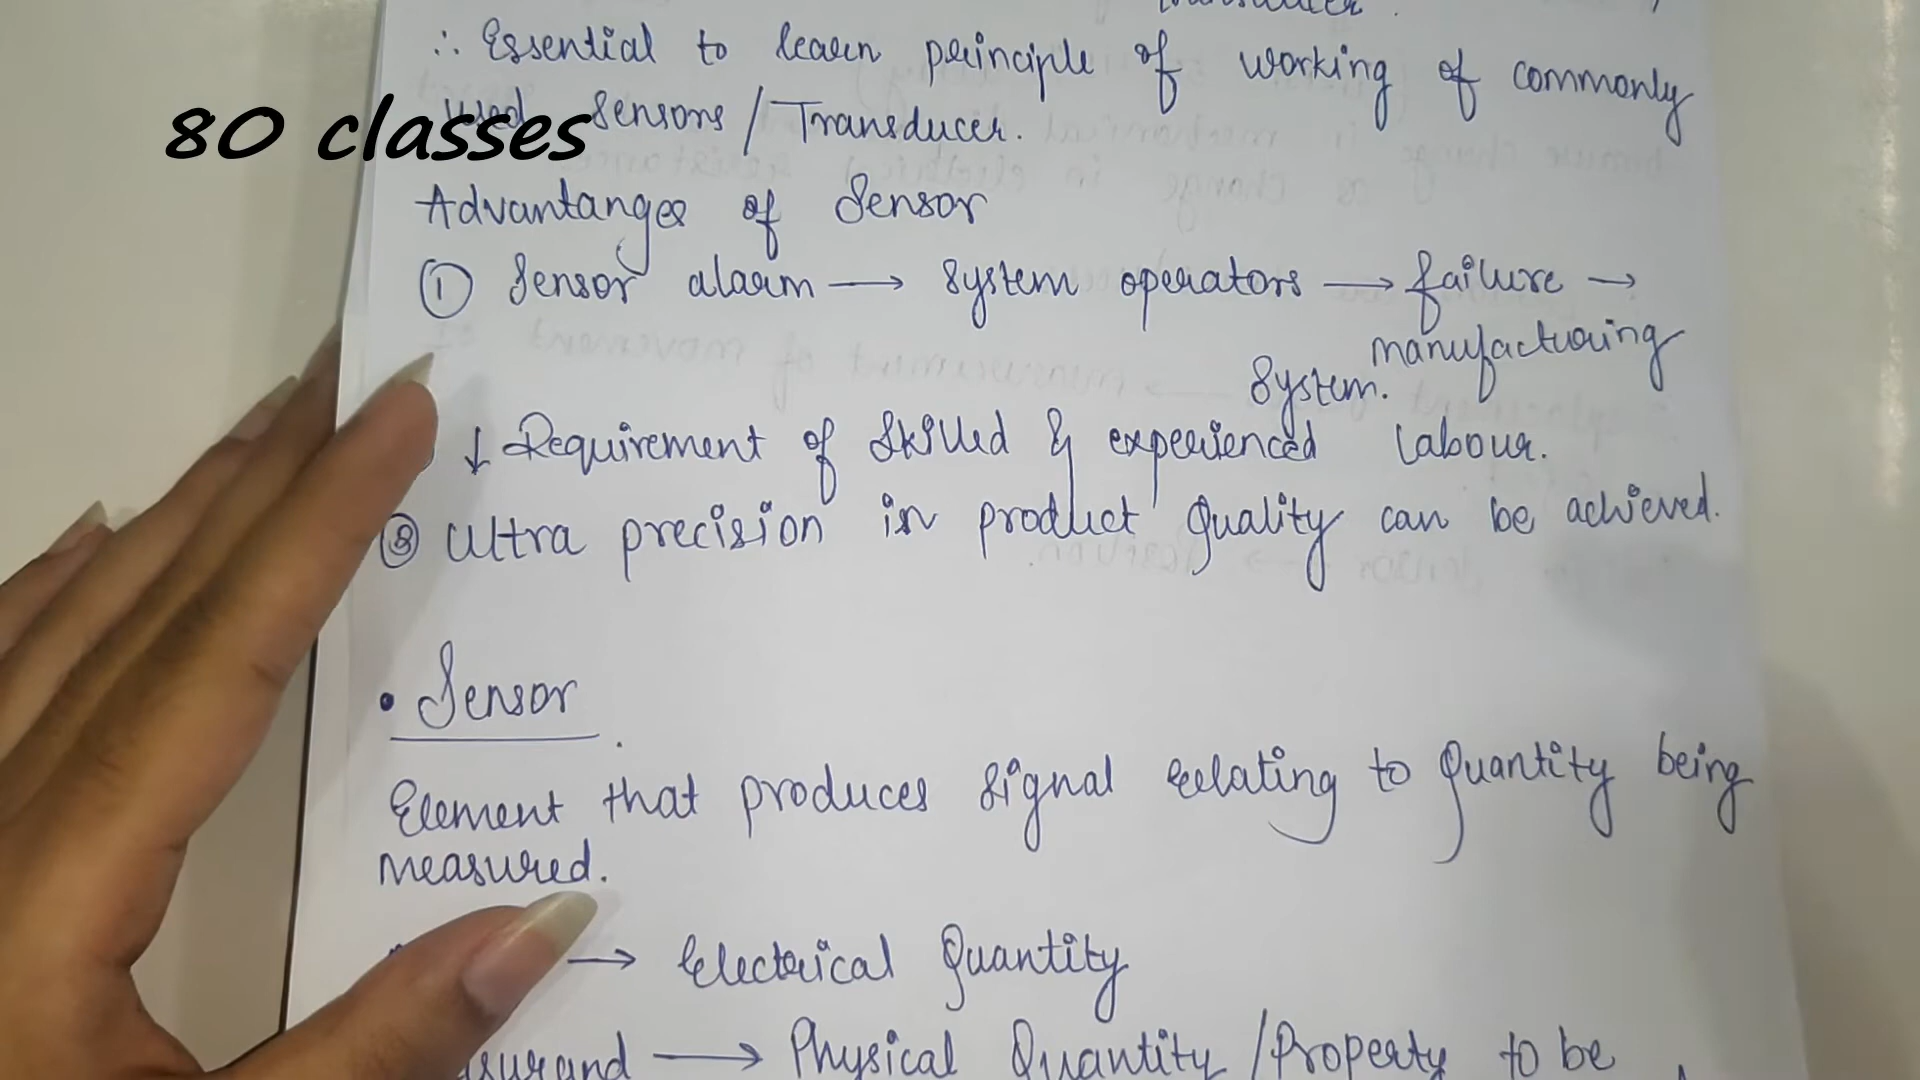 ∴ Essential to learn principle of working of commonly
used Sensors / Transducer.
80 classes
Advantanges of Sensor
① Sensor alarm → System operators → failure →
manufacturing
System.
↓ Requirement of Skilled & experienced labour.
③ Ultra precision in product Quality can be achieved.
• Sensor
Element that produces signal relating to Quantity being
measured.
→ Electrical Quantity
→ Physical Quantity / Property to be